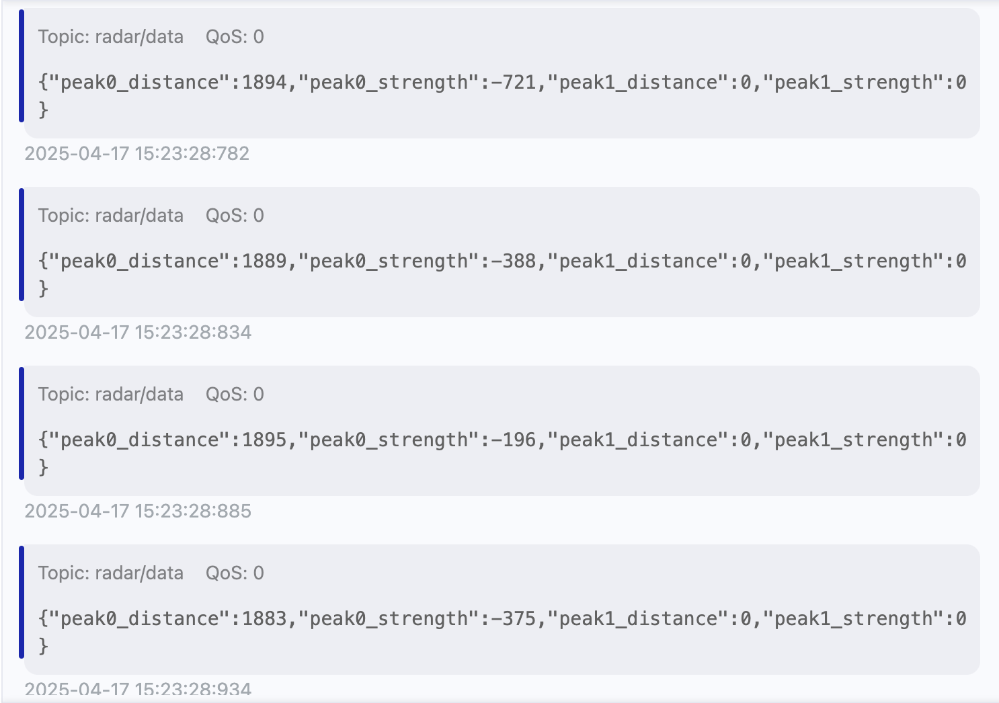 Topic: radar/data QoS: 0
{"peak0_distance":1894,"peak0_strength":-721,"peak1_distance":0,"peak1_strength":0
}
2025-04-17 15:23:28:782
Topic: radar/data QoS: 0
{"peak0_distance":1889,"peak0_strength":-388,"peak1_distance":0,"peak1_strength":0
}
2025-04-17 15:23:28:834
Topic: radar/data QoS: 0
{"peak0_distance":1895,"peak0_strength":-196,"peak1_distance":0,"peak1_strength":0
}
2025-04-17 15:23:28:885
Topic: radar/data QoS: 0
{"peak0_distance":1883,"peak0_strength":-375,"peak1_distance":0,"peak1_strength":0
}
2025-04-17 15:23:28:934